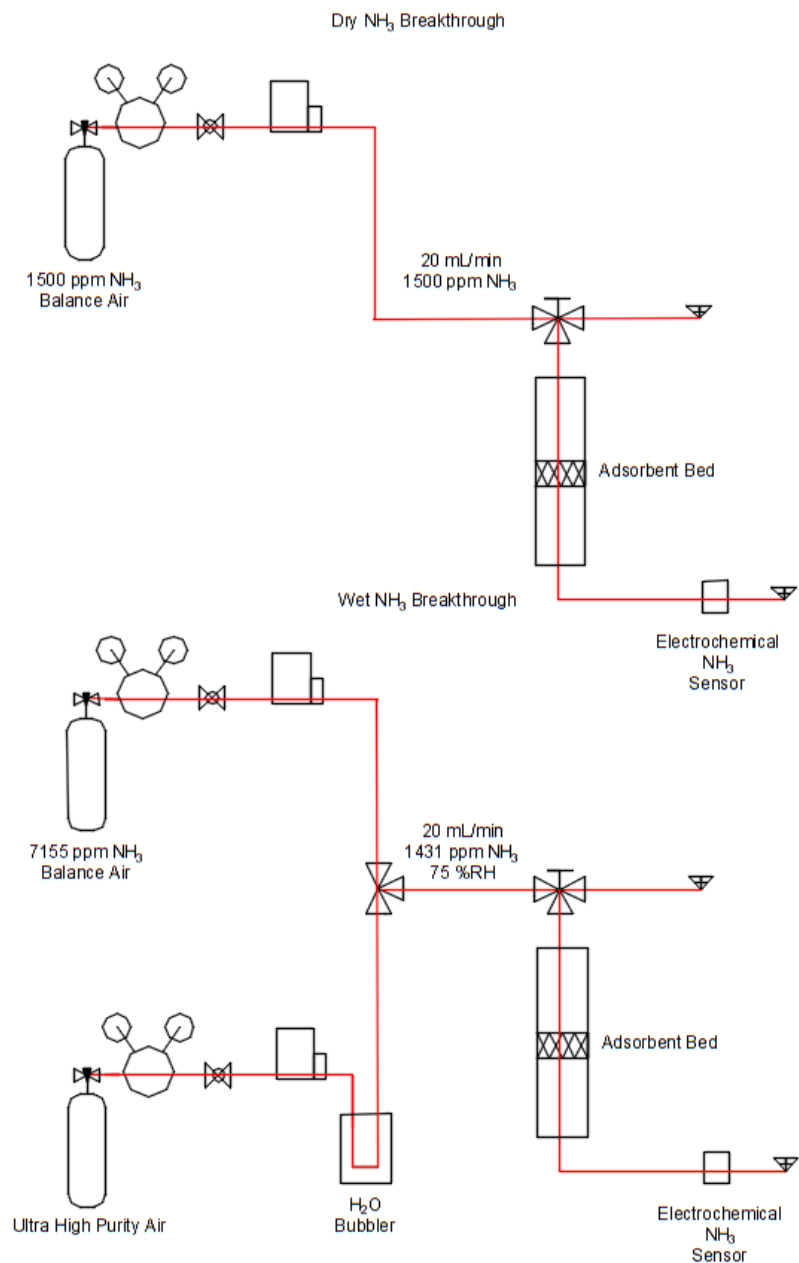 Dry NH₃ Breakthrough
1500 ppm NH₃
Balance Air
20 mL/min
1500 ppm NH₃
Adsorbent Bed
Electrochemical
NH₃
Sensor
Wet NH₃ Breakthrough
7155 ppm NH₃
Balance Air
20 mL/min
1431 ppm NH₃
75 %RH
Adsorbent Bed
Ultra High Purity Air
H₂O
Bubbler
Electrochemical
NH₃
Sensor